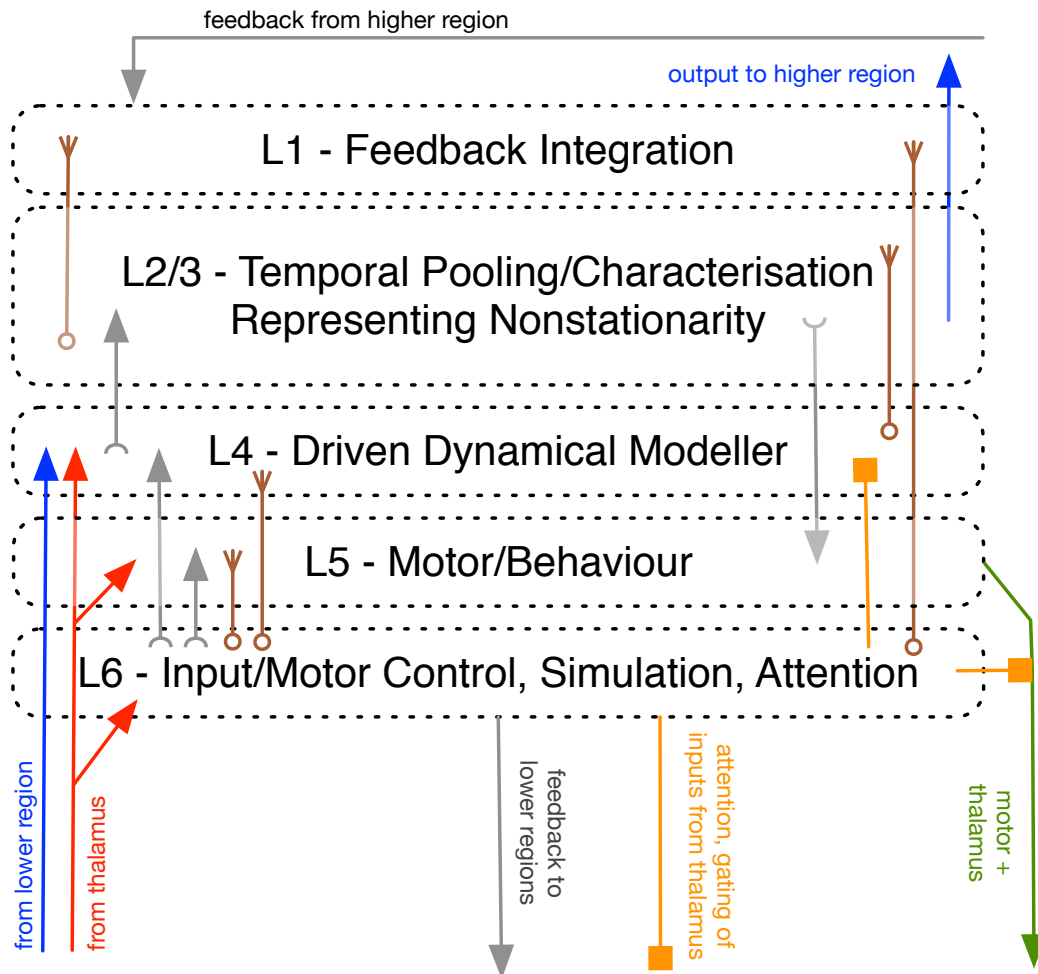 feedback from higher region
output to higher region
L1 - Feedback Integration
L2/3 - Temporal Pooling/Characterisation
Representing Nonstationarity
L4 - Driven Dynamical Modeller
L5 - Motor/Behaviour
L6 - Input/Motor Control, Simulation, Attention
from lower region
from thalamus
feedback to
lower regions
attention, gating of
inputs from thalamus
motor +
thalamus